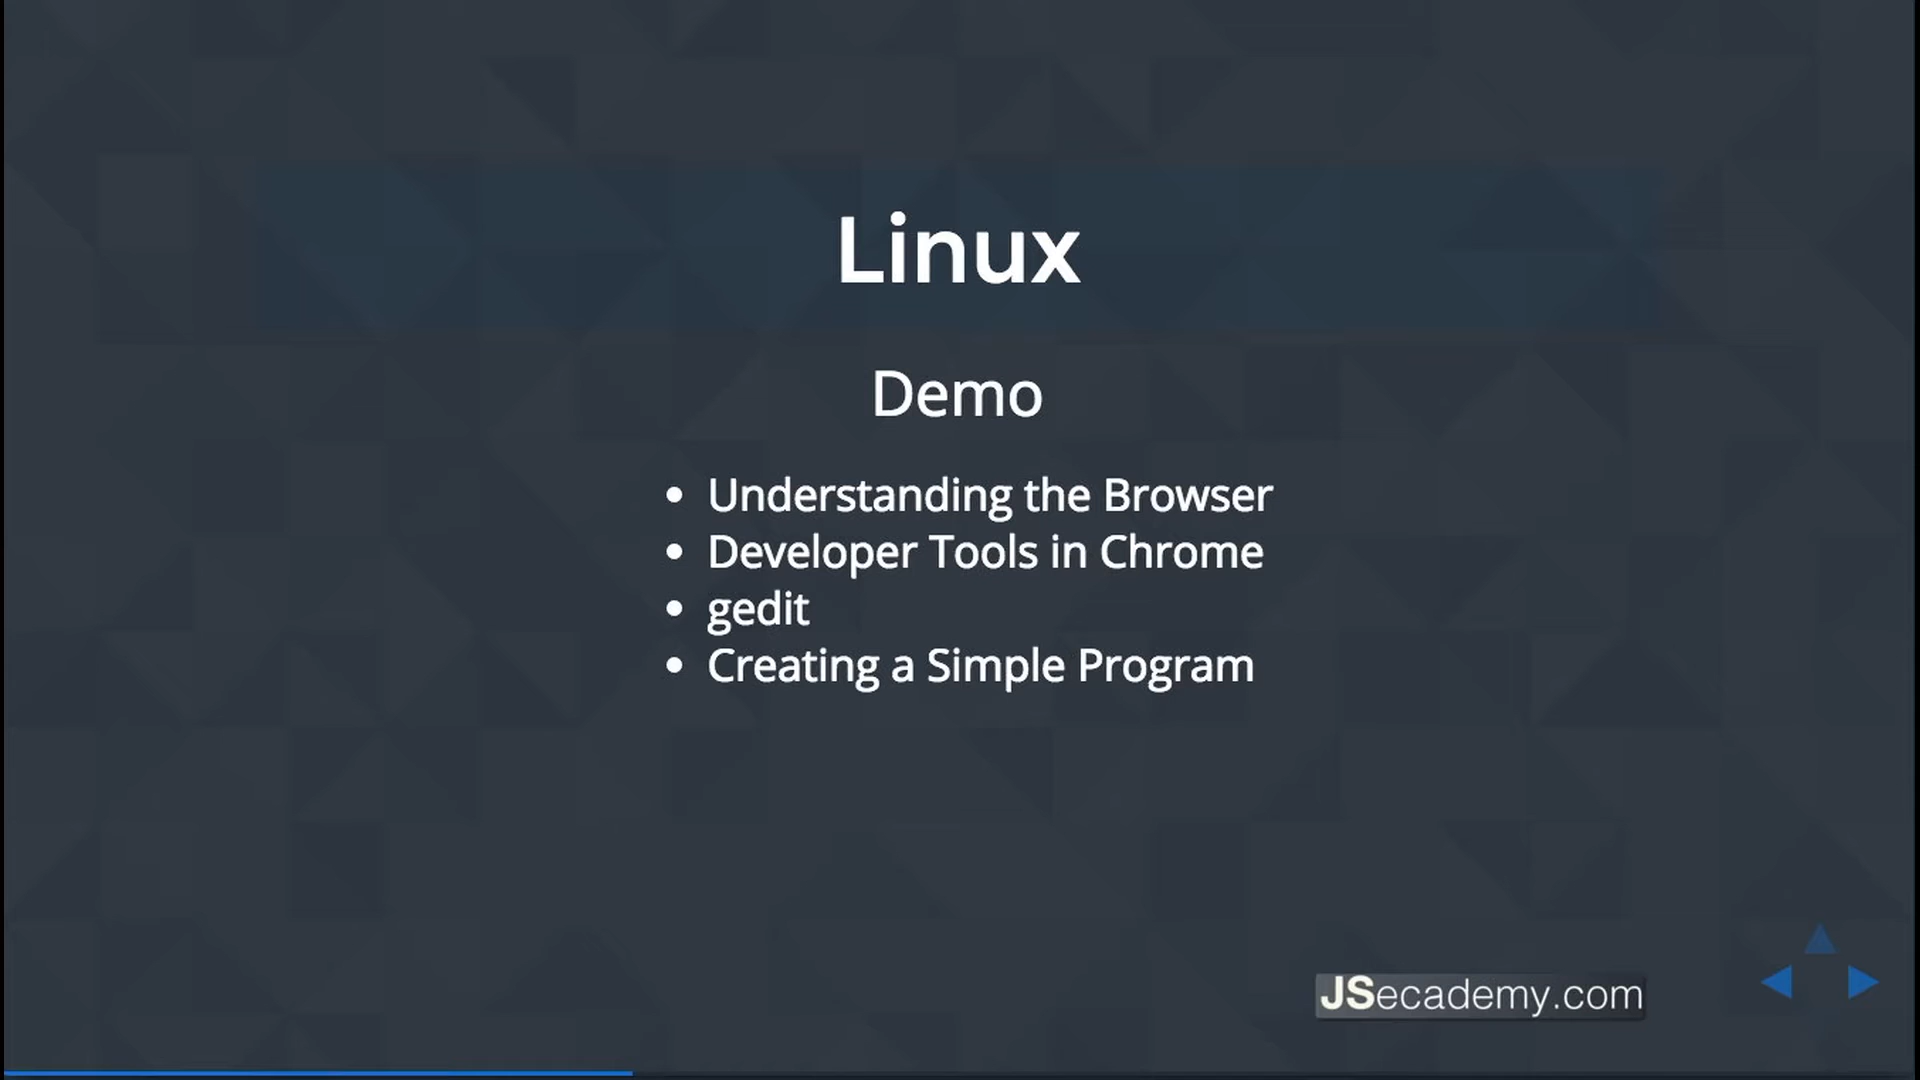 Linux
Demo
• Understanding the Browser
• Developer Tools in Chrome
• gedit
• Creating a Simple Program
JSecademy.com